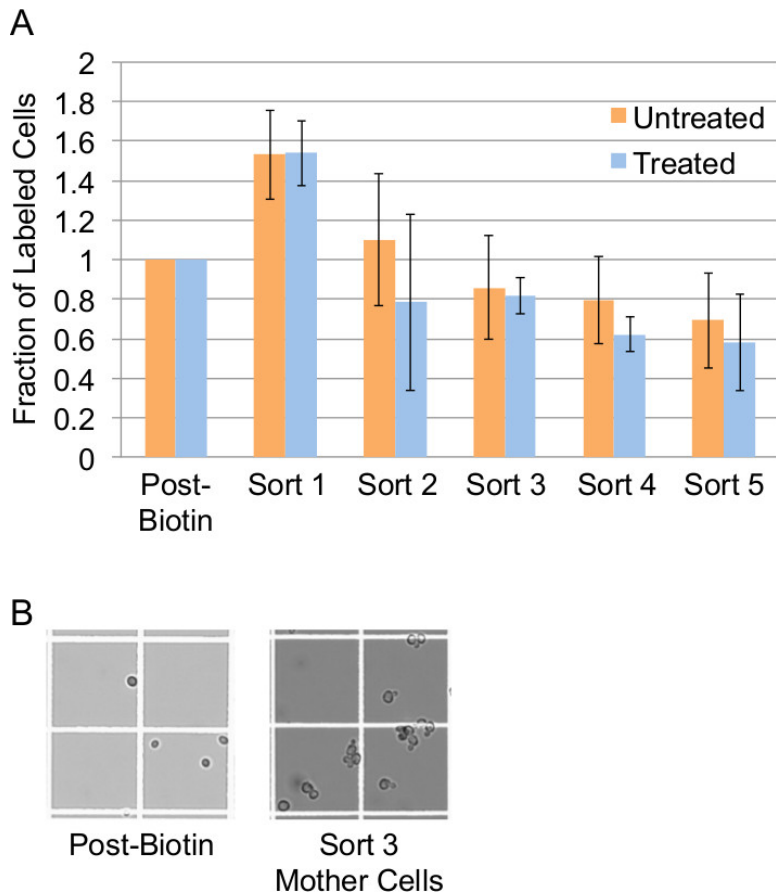 A
Fraction of Labeled Cells
2
1.8
1.6
1.4
1.2
1
0.8
0.6
0.4
0.2
0
Untreated
Treated
Post-
Biotin
Sort 1
Sort 2
Sort 3
Sort 4
Sort 5
B
Post-Biotin
Sort 3
Mother Cells